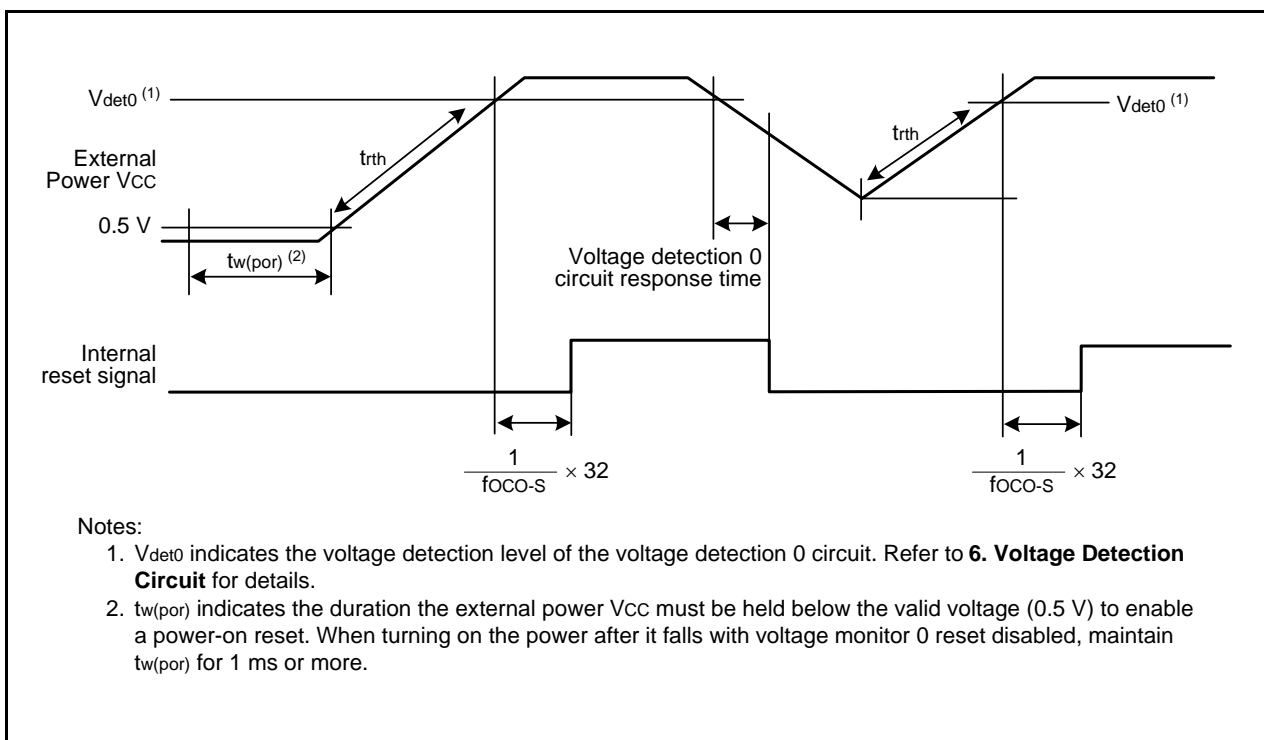 Vdet0 (1)
Vdet0 (1)
trth
trth
External
Power VCC
0.5 V
tw(por) (2)
Voltage detection 0
circuit response time
Internal
reset signal
1
fOCO-S
× 32
1
fOCO-S
× 32
Notes:
1. Vdet0 indicates the voltage detection level of the voltage detection 0 circuit. Refer to 6. Voltage Detection
Circuit for details.
2. tw(por) indicates the duration the external power VCC must be held below the valid voltage (0.5 V) to enable
a power-on reset. When turning on the power after it falls with voltage monitor 0 reset disabled, maintain
tw(por) for 1 ms or more.